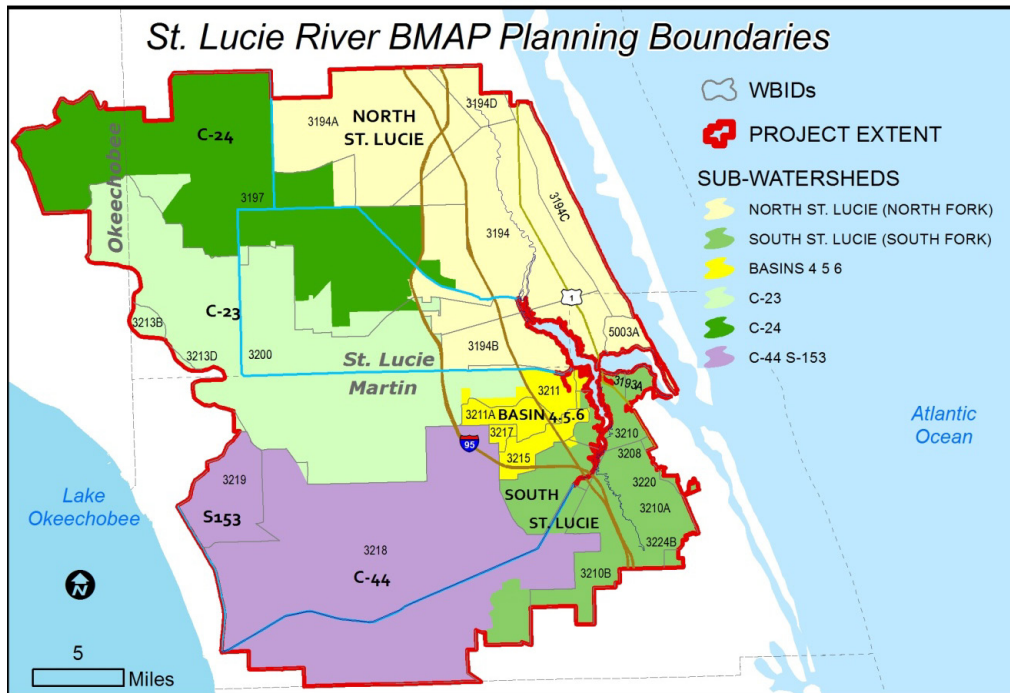 St. Lucie River BMAP Planning Boundaries
WBIDs
PROJECT EXTENT
SUB-WATERSHEDS
NORTH ST. LUCIE (NORTH FORK)
SOUTH ST. LUCIE (SOUTH FORK)
BASINS 4 5 6
C-23
C-24
C-44 S-153
3194D
3194A
NORTH
ST. LUCIE
C-24
Okeechobee
3197
3194C
3194
1
C-23
3213B
3213D
3200
St. Lucie
Martin
3194B
5003A
3193A
3211
3211A
BASIN 4,5,6
3217
3215
95
3210
3208
3220
3210A
3224B
3210B
SOUTH
ST. LUCIE
3219
S153
3218
C-44
Lake
Okeechobee
Atlantic
Ocean
N
5
Miles